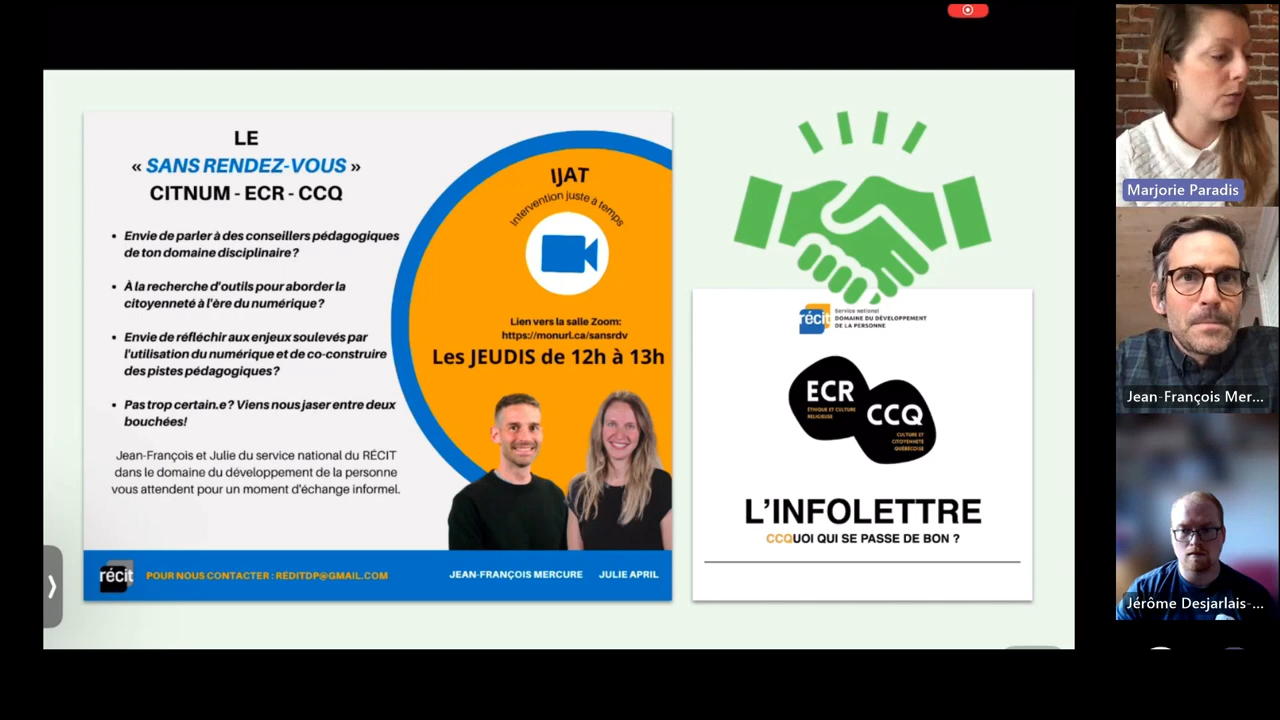 LE
« SANS RENDEZ-VOUS »
CITNUM - ECR - CCQ
• Envie de parler à des conseillers pédagogiques
de ton domaine disciplinaire ?
• À la recherche d'outils pour aborder la
citoyenneté à l'ère du numérique ?
• Envie de réfléchir aux enjeux soulevés par
l'utilisation du numérique et de co-construire
des pistes pédagogiques ?
• Pas trop certain.e ? Viens nous jaser entre deux
bouchées!
Jean-François et Julie du service national du RÉCIT
dans le domaine du développement de la personne
vous attendent pour un moment d'échange informel.
IJAT
Intervention juste à temps
Lien vers la salle Zoom:
https://monurl.ca/sansrdv
Les JEUDIS de 12h à 13h
récit
POUR NOUS CONTACTER : RÉDITDP@GMAIL.COM
JEAN-FRANÇOIS MERCURE
JULIE APRIL
récit
Service national
DOMAINE DU DÉVELOPPEMENT
DE LA PERSONNE
ECR
ÉTHIQUE ET CULTURE
RELIGIEUSE
CCQ
CULTURE ET
CITOYENNETÉ
QUÉBÉCOISE
L'INFOLETTRE
CCQUOI QUI SE PASSE DE BON ?
Marjorie Paradis
Jean-François Mer...
Jérôme Desjarlais-...